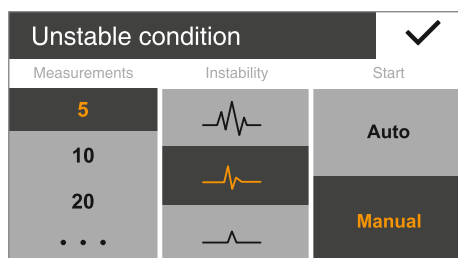 Unstable condition
Measurements Instability Start
5
10
20
...
Auto
Manual